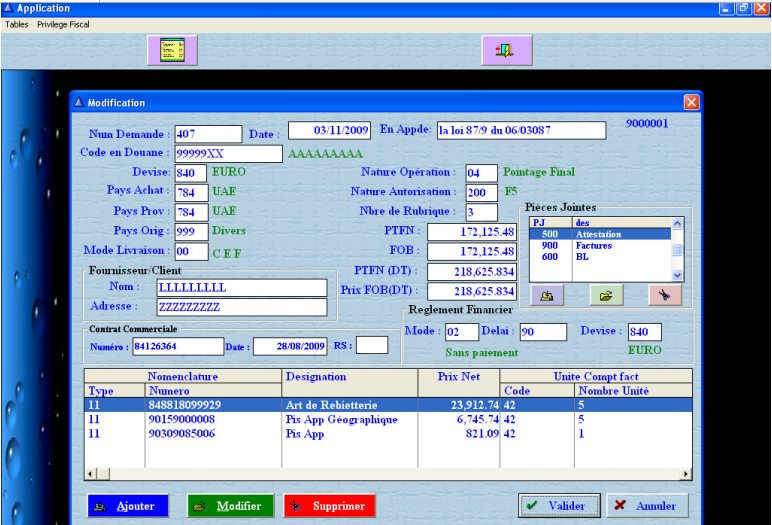 Application
Tables Privilege Fiscal
Modification
Num Demande : 407 Date : 03/11/2009 En Appde: la loi 87/9 du 06/03087 9000001
Code en Douane : 99999XX AAAAAAAAA
Devise: 840 EURO Nature Opération : 04 Pointage Final
Pays Achat : 784 UAE Nature Autorisation : 200 F5
Pays Prov : 784 UAE Nbre de Rubrique : 3
Pays Orig : 999 Divers PTFN : 172,125.48
Mode Livraison : 00 C E F FOB : 172,125.48
PTFN (DT) : 218,625.834
Prix FOB(DT) : 218,625.834
Pièces Jointes
PJ des
500 Attestation
900 Factures
600 BL
Fournisseur/Client
Nom : LLLLLLLLL
Adresse : ZZZZZZZZZ
Reglement Financier
Mode : 02 Delai : 90 Devise : 840
Sans paiement EURO
Contrat Commerciale
Numéro : 84126364 Date : 28/08/2009 RS :
Nomenclature Designation Prix Net Unite Compt fact
Type Numero Code Nombre Unité
11 848818099929 Art de Rebietterie 23,912.74 42 5
11 90159000008 Pis App Géographique 6,745.74 42 5
11 90309085006 Pis App 821.09 42 1
Ajouter Modifier Supprimer Valider Annuler